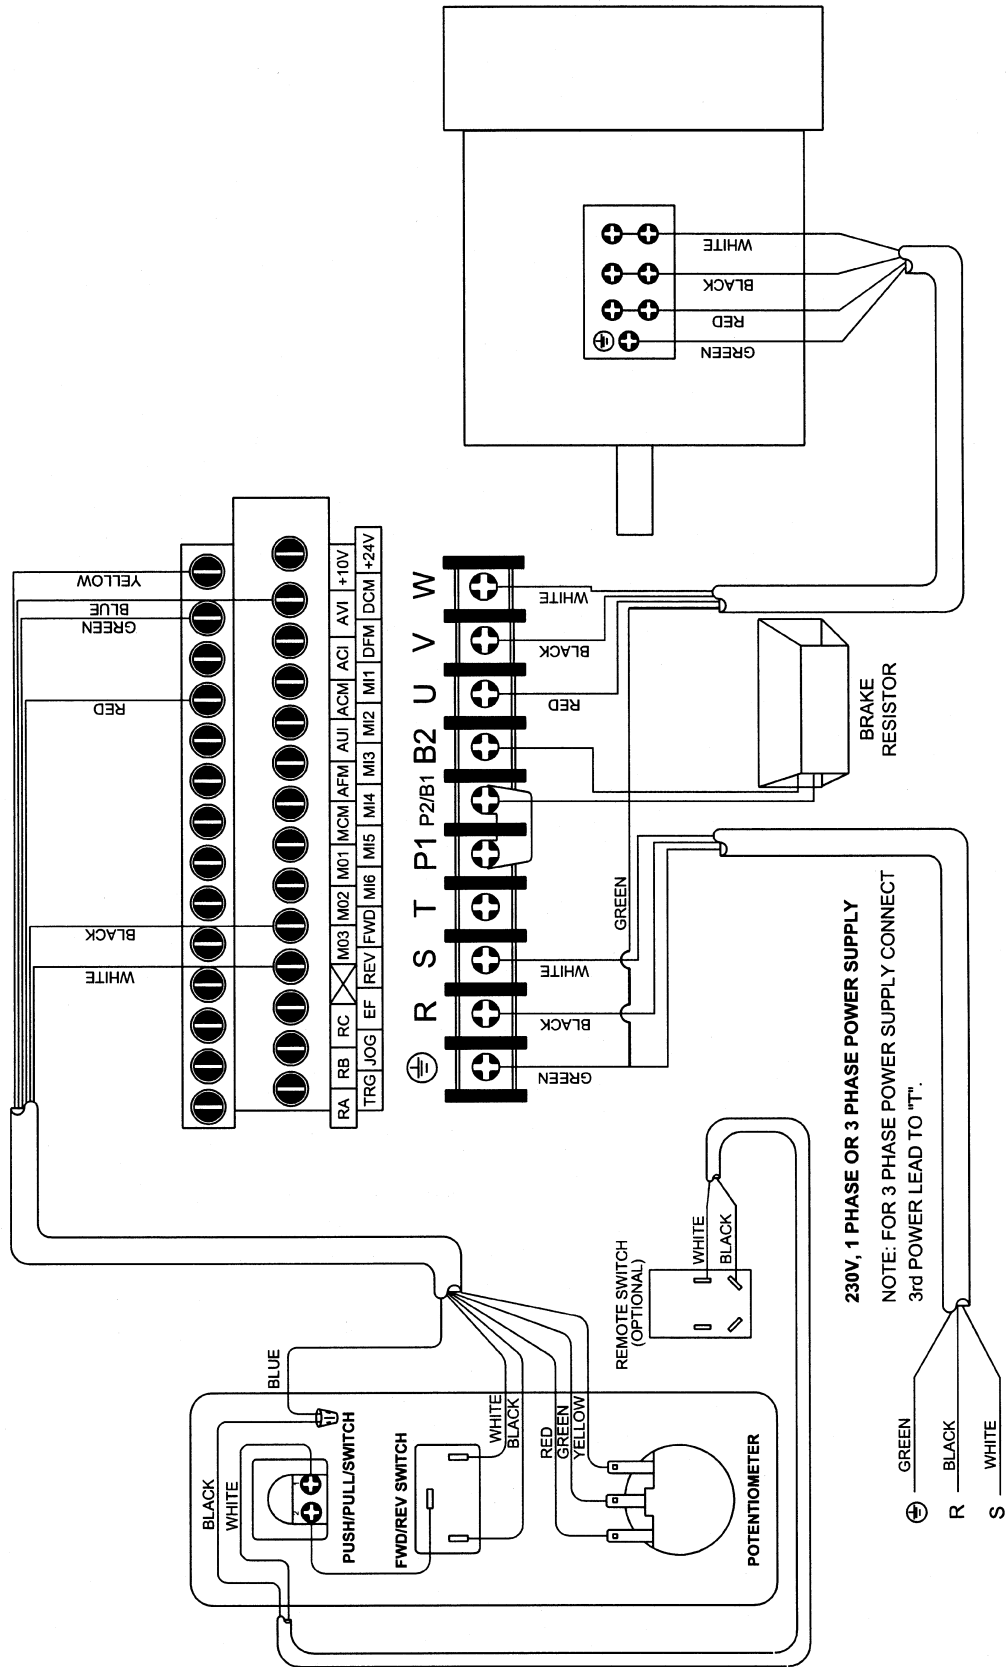 WHITE
BLACK
RED
GREEN
YELLOW
BLUE
GREEN
RED
BLACK
WHITE
+10V
AVI
ACI
ACM
AUI
AFM
MCM
M01
M02
M03
RC
RB
RA
+24V
DCM
DFM
MI1
MI2
MI3
MI4
MI5
MI6
FWD
REV
EF
JOG
TRG
W
V
U
B2
P2/B1
P1
T
S
R
WHITE
BLACK
RED
WHITE
BLACK
GREEN
GREEN
BRAKE
RESISTOR
230V, 1 PHASE OR 3 PHASE POWER SUPPLY
NOTE: FOR 3 PHASE POWER SUPPLY CONNECT
3rd POWER LEAD TO "T".
REMOTE SWITCH
(OPTIONAL)
WHITE
BLACK
BLUE
BLACK
WHITE
2
1
PUSH/PULL/SWITCH
FWD/REV SWITCH
WHITE
BLACK
RED
GREEN
YELLOW
POTENTIOMETER
GREEN
BLACK
R
WHITE
S